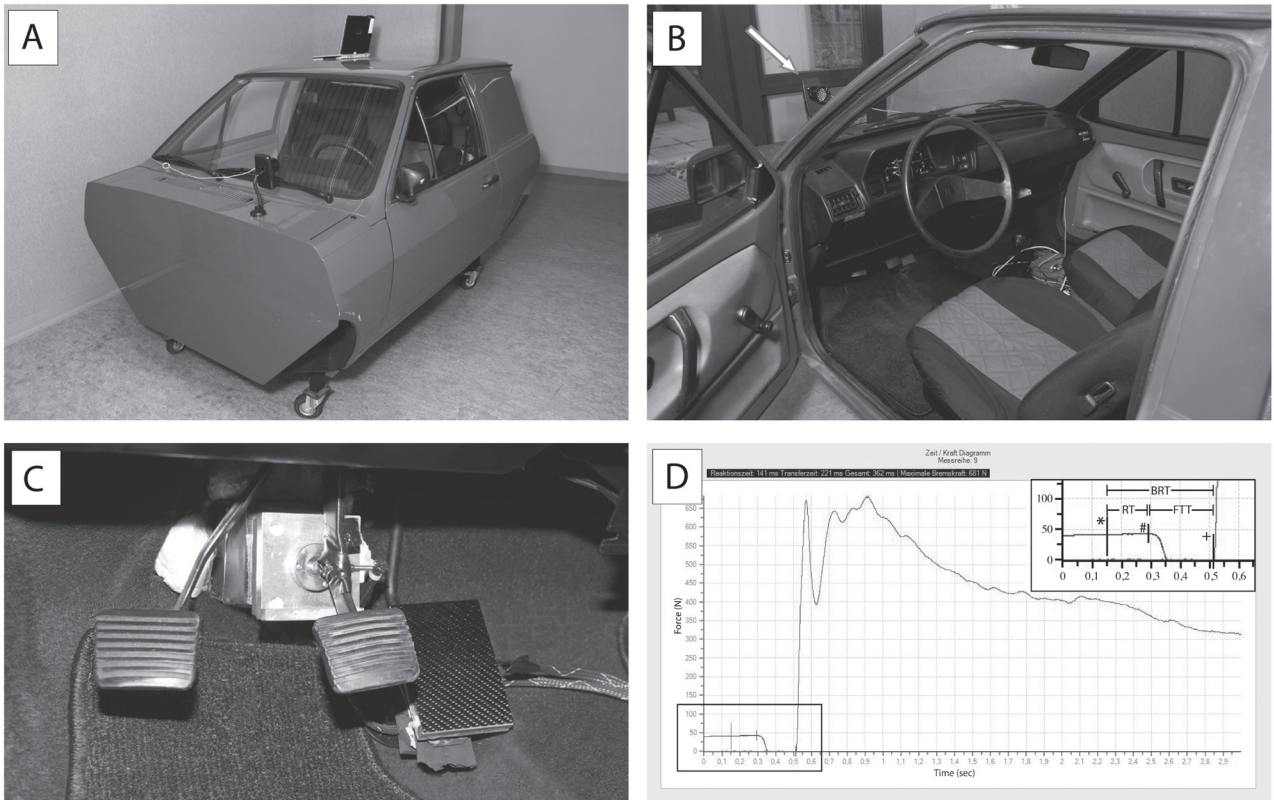 A
B
C
D
Zeit / Kraft Diagramm
Messreihe: 9
Reaktionszeit: 141 ms Transferzeit: 221 ms Gesamt: 362 ms | Maximale Bremskraft: 681 N
650
600
550
500
450
400
350
300
250
200
150
100
50
0
Force (N)
0 0,1 0,2 0,3 0,4 0,5 0,6 0,7 0,8 0,9 1 1,1 1,2 1,3 1,4 1,5 1,6 1,7 1,8 1,9 2 2,1 2,2 2,3 2,4 2,5 2,6 2,7 2,8 2,9
Time (sec)
BRT
RT FTT
* # +
100
50
0
0 0,1 0,2 0,3 0,4 0,5 0,6